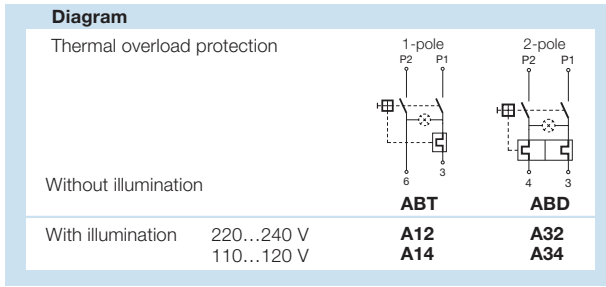 Diagram
Thermal overload protection
1-pole 2-pole
P2 P1 P2 P1
6 3 4 3
Without illumination
ABT ABD
With illumination 220...240 V A12 A32
110...120 V A14 A34